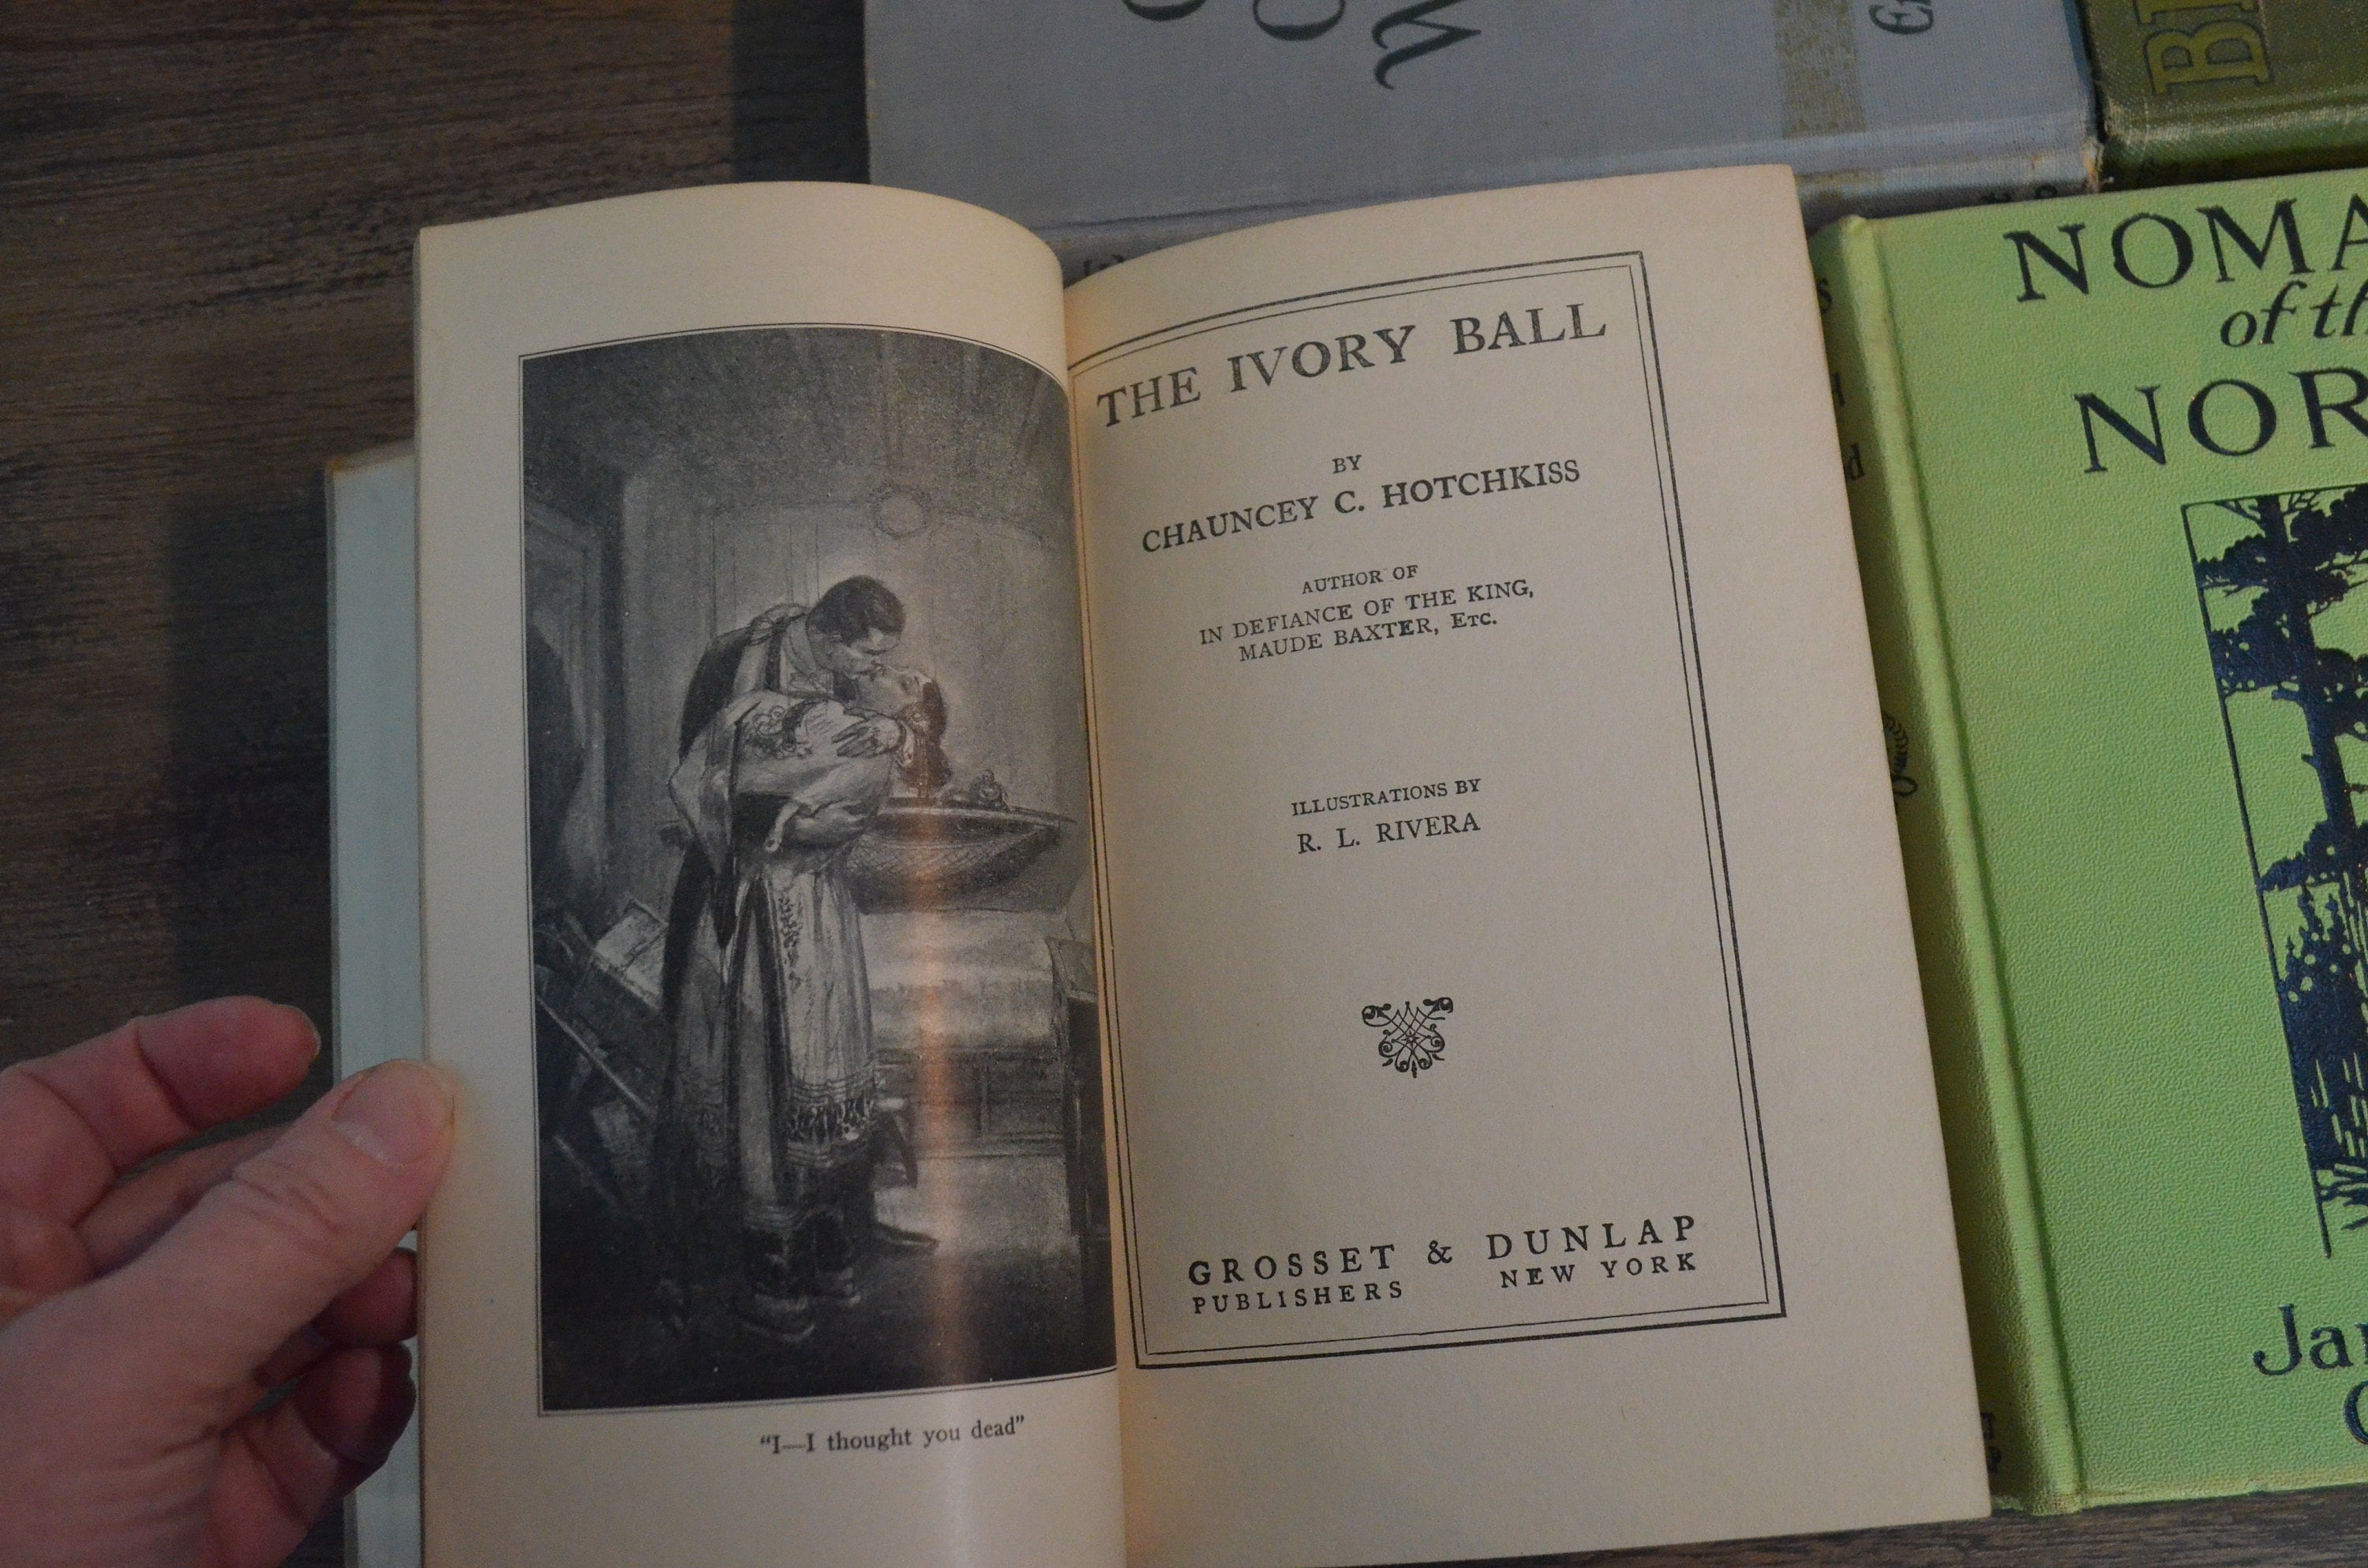 THE IVORY BALL
BY
CHAUNCEY C. HOTCHKISS
AUTHOR OF
IN DEFIANCE OF THE KING,
MAUDE BAXTER, Etc.
ILLUSTRATIONS BY
R. L. RIVERA
GROSSET & DUNLAP
PUBLISHERS NEW YORK
"I—I thought you dead"
NOMA
of th
NOR
Jam